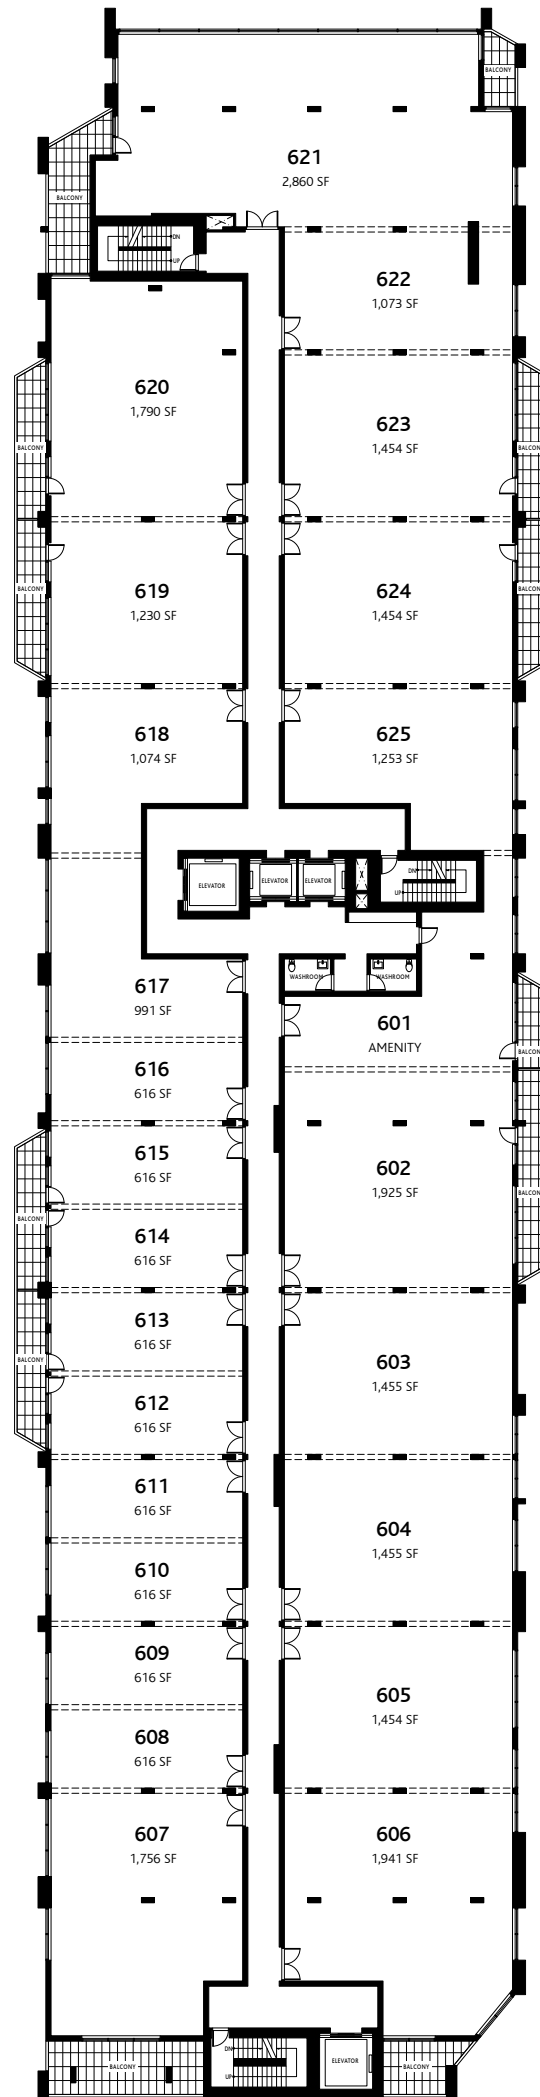 BALCONY
621
2,860 SF
BALCONY
DN
UP
622
1,073 SF
620
1,790 SF
623
1,454 SF
BALCONY
BALCONY
619
1,230 SF
624
1,454 SF
BALCONY
BALCONY
618
1,074 SF
625
1,253 SF
ELEVATOR
ELEVATOR
ELEVATOR
X
DN
UP
WASHROOM
WASHROOM
617
991 SF
601
AMENITY
BALCONY
616
616 SF
615
616 SF
602
1,925 SF
BALCONY
BALCONY
614
616 SF
613
616 SF
603
1,455 SF
BALCONY
612
616 SF
611
616 SF
604
1,455 SF
610
616 SF
609
616 SF
605
1,454 SF
608
616 SF
607
1,756 SF
606
1,941 SF
DN
UP
ELEVATOR
BALCONY
BALCONY